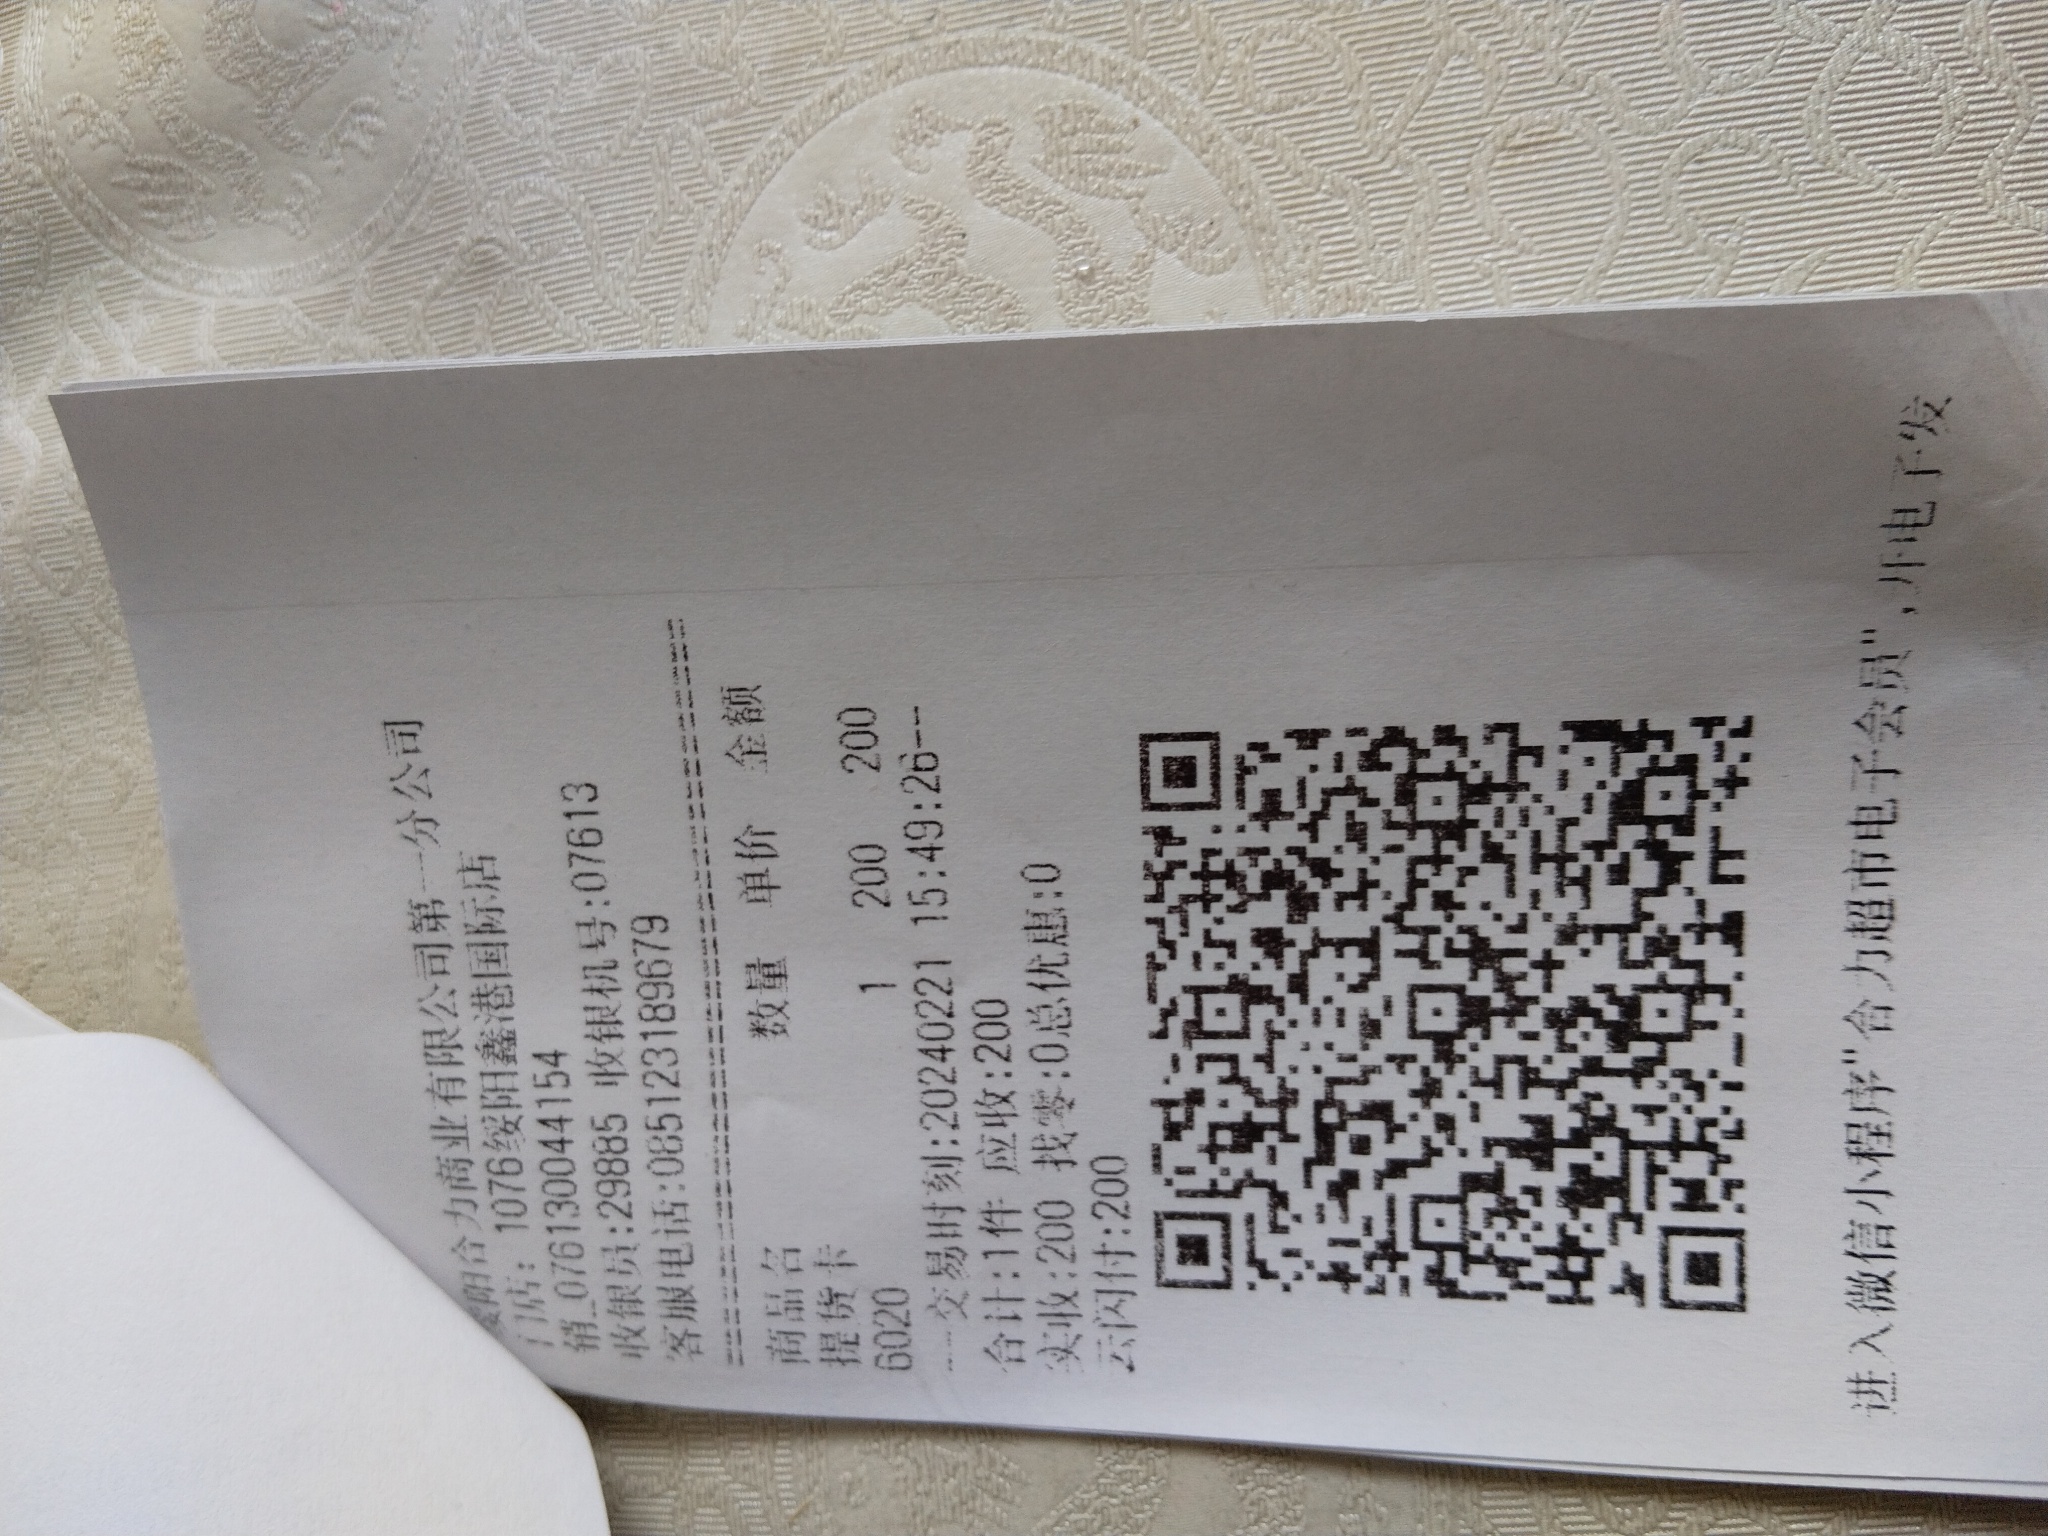 绥阳合力商业有限公司第一分公司
门店: 1076绥阳鑫港国际店
销_0761300044154
收银员:29885 收银机号:07613
客服电话:085123189679
商品名 数量 单价 金额
提货卡
6020 1 200 200
---交易时刻:20240221 15:49:26--
合计:1件 应收:200
实收:200 找零:0总优惠:0
云闪付:200
进入微信小程序"合力超市电子会员",开电子发